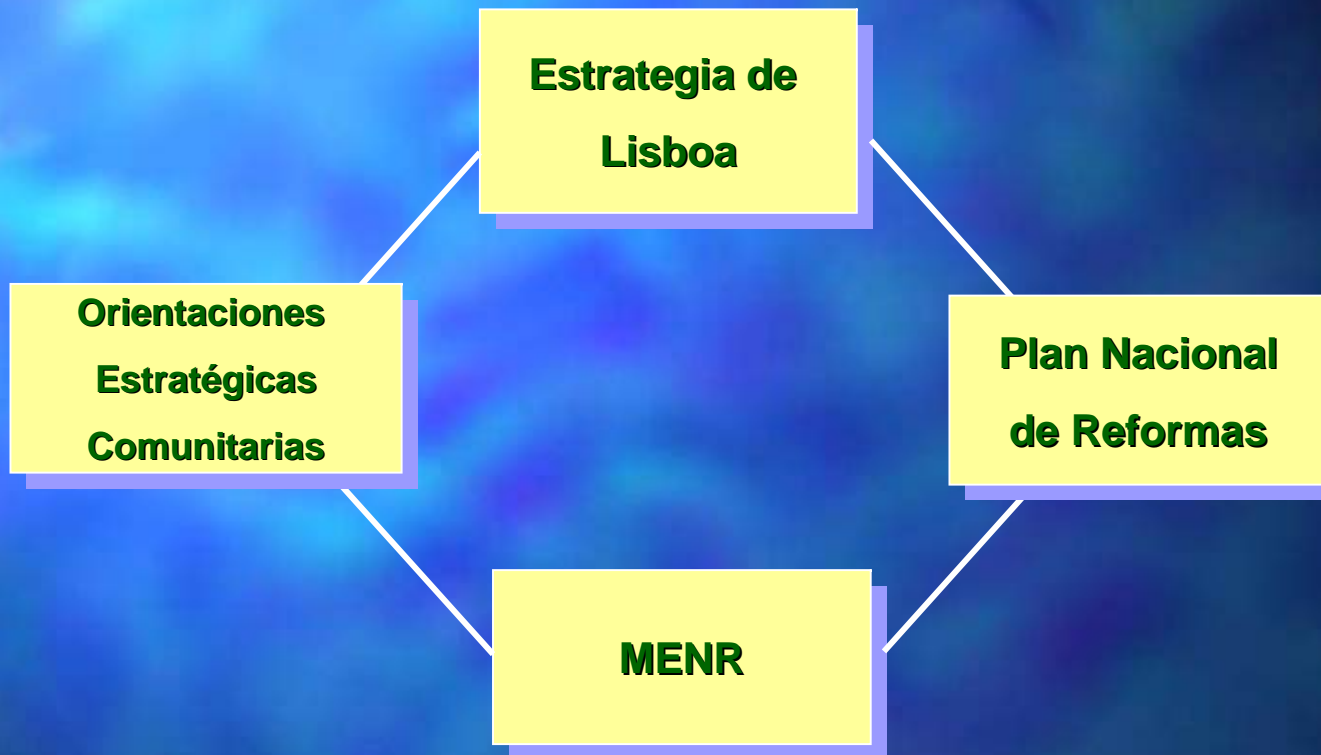 Estrategia de
Lisboa
Orientaciones
Estratégicas
Comunitarias
Plan Nacional
de Reformas
MENR